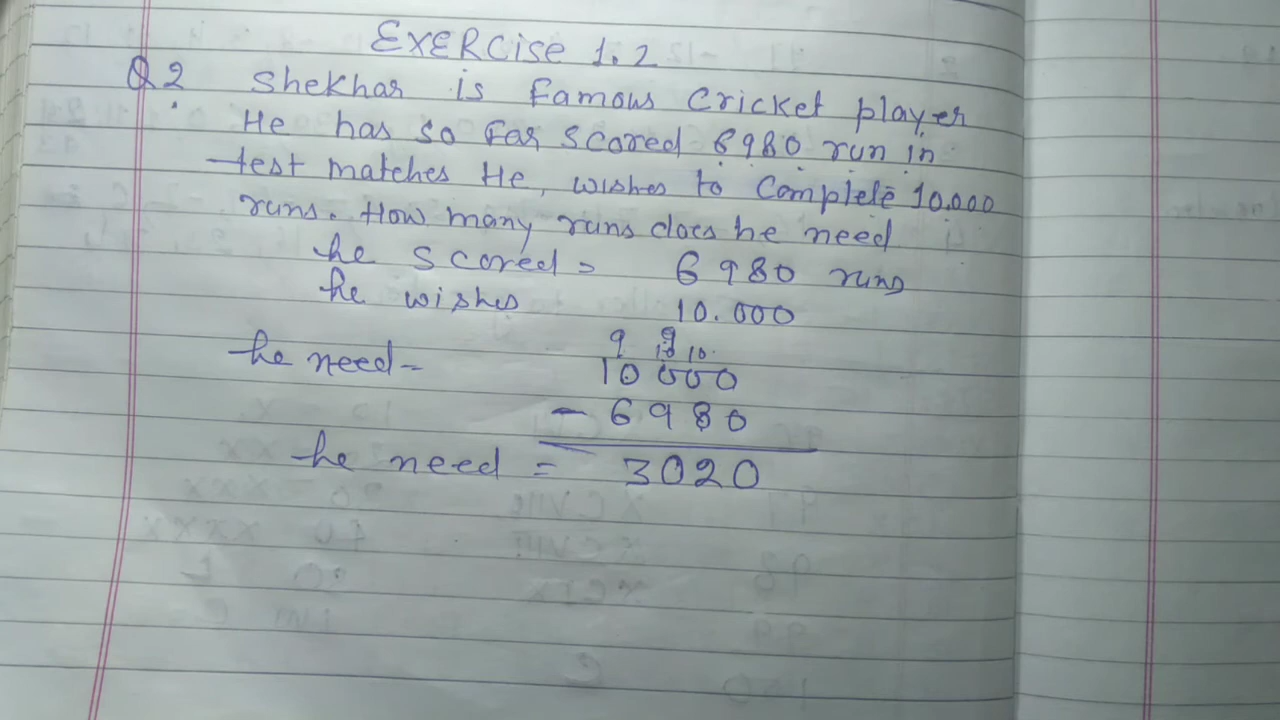 EXERCise 1.2
Q2 Shekhar is famous cricket player
He has so far scored 6980 run in
test matches He, wishes to Complete 10.000
runs. How many runs does he need
he scored = 6980 runs
he wishes 10.000
9 9
10 10
he need - 10000
- 6980
he need = 3020